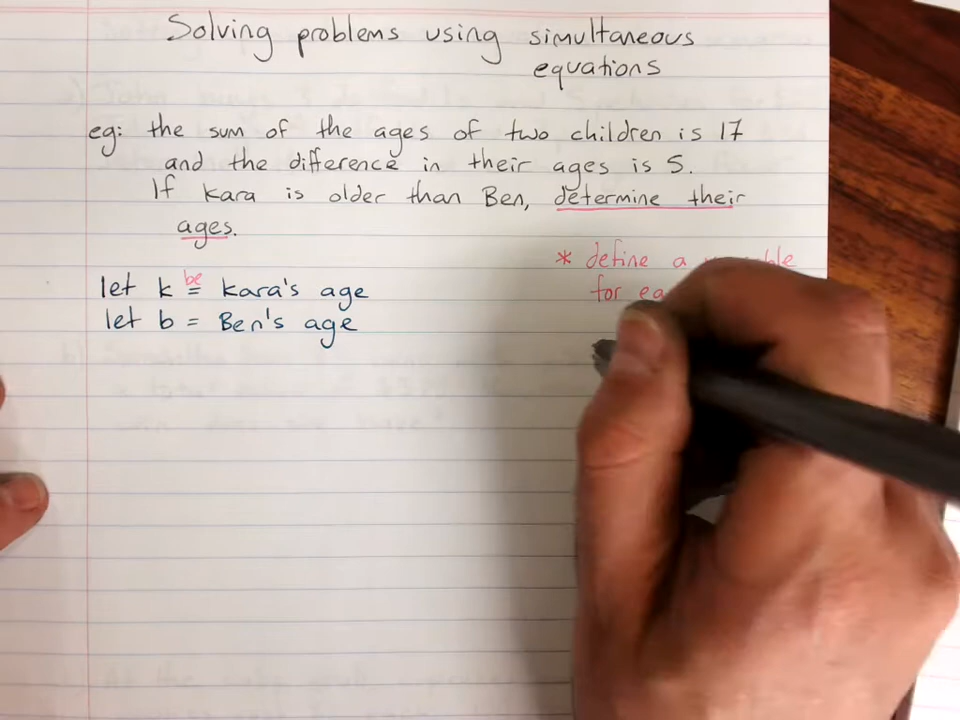 Solving problems using simultaneous
equations
eg: the sum of the ages of two children is 17
and the difference in their ages is 5.
If Kara is older than Ben, determine their
ages.
* define a
for
be
let k = Kara's age
let b = Ben's age